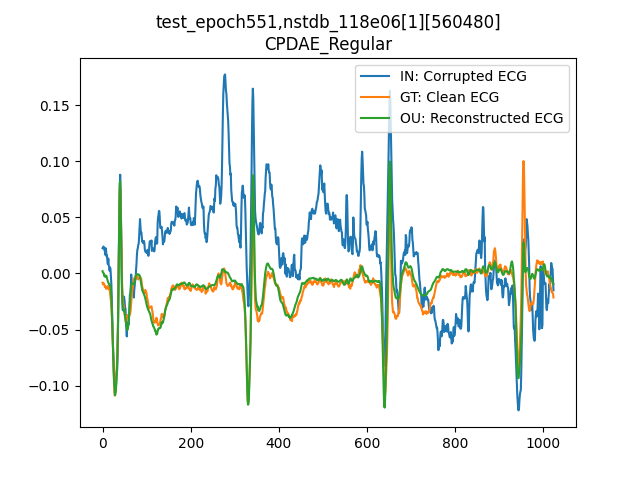 test_epoch551,nstdb_118e06[1][560480]
CPDAE_Regular
IN: Corrupted ECG
GT: Clean ECG
OU: Reconstructed ECG
0.15
0.10
0.05
0.00
−0.05
−0.10
0 200 400 600 800 1000